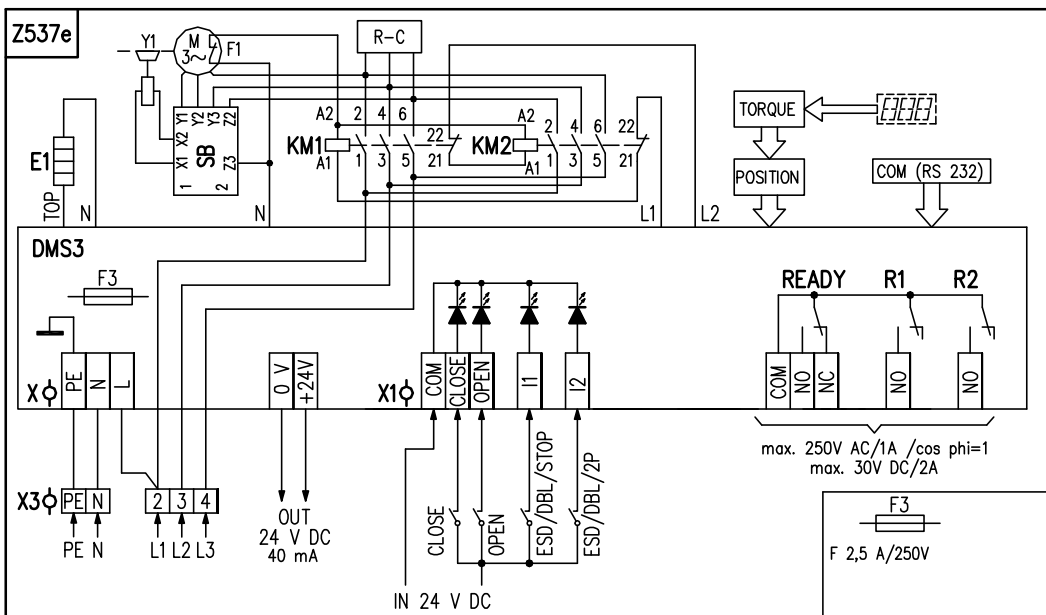 Z537e
Y1
M
3~
F1
R-C
E1
TOP
N
Y1 Y2 Y3 Z2
X2
X1
SB
Z3
1 2
N
A2
2 4 6
22
KM1
A1
1 3 5
21
A2
2 4 6
22
KM2
A1
1 3 5
21
L1
L2
TORQUE
POSITION
COM (RS 232)
DMS3
F3
X
PE N L
0 V
+24V
X1
COM CLOSE OPEN I1 I2
READY R1 R2
COM NO NC NO NO
max. 250V AC/1A /cos phi=1
max. 30V DC/2A
X3
PE N 2 3 4
PE N L1 L2 L3
OUT
24 V DC
40 mA
CLOSE
OPEN
ESD/DBL/STOP
ESD/DBL/2P
IN 24 V DC
F3
F 2,5 A/250V